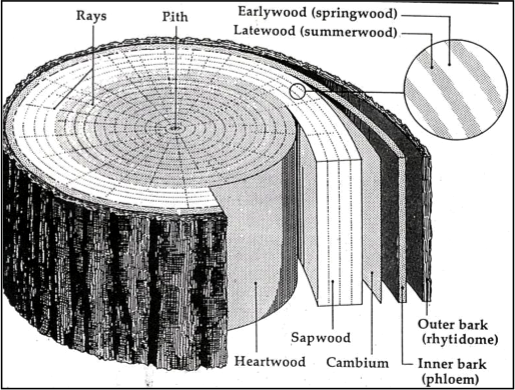 Rays
Pith
Earlywood (springwood)
Latewood (summerwood)
Sapwood
Heartwood
Cambium
Outer bark
(rhytidome)
Inner bark
(phloem)